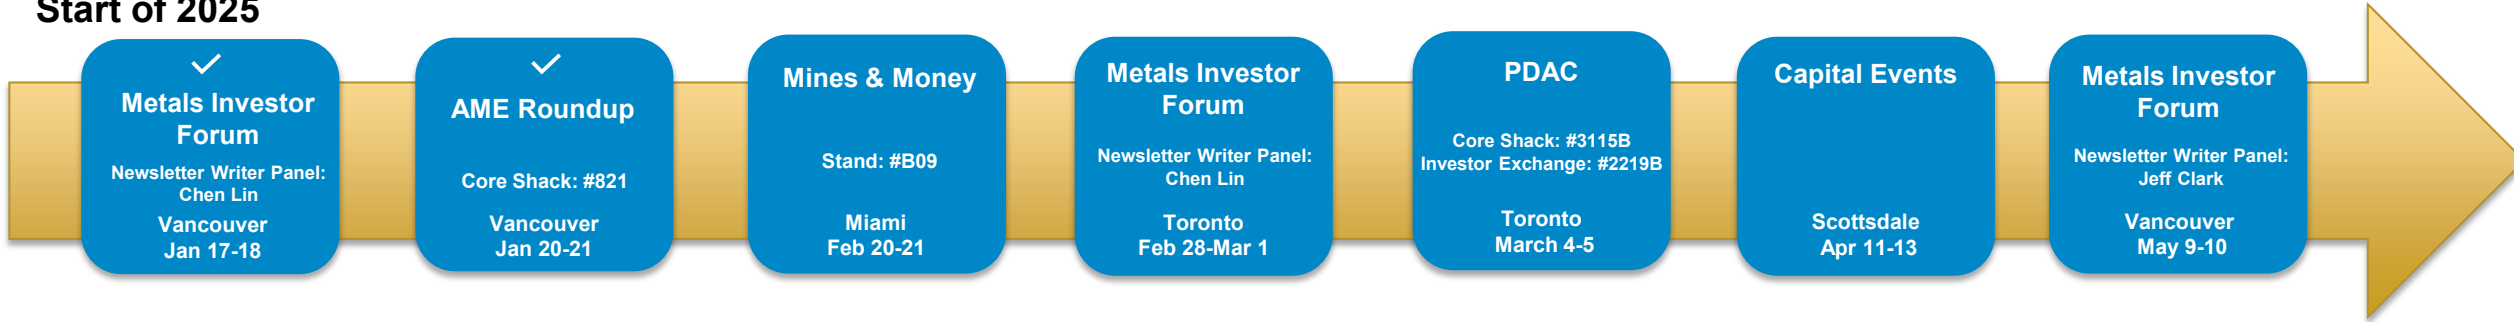 Start of 2025
Metals Investor
Forum
Newsletter Writer Panel:
Chen Lin
Vancouver
Jan 17-18
AME Roundup
Core Shack: #821
Vancouver
Jan 20-21
Mines & Money
Stand: #B09
Miami
Feb 20-21
Metals Investor
Forum
Newsletter Writer Panel:
Chen Lin
Toronto
Feb 28-Mar 1
PDAC
Core Shack: #3115B
Investor Exchange: #2219B
Toronto
March 4-5
Capital Events
Scottsdale
Apr 11-13
Metals Investor
Forum
Newsletter Writer Panel:
Jeff Clark
Vancouver
May 9-10